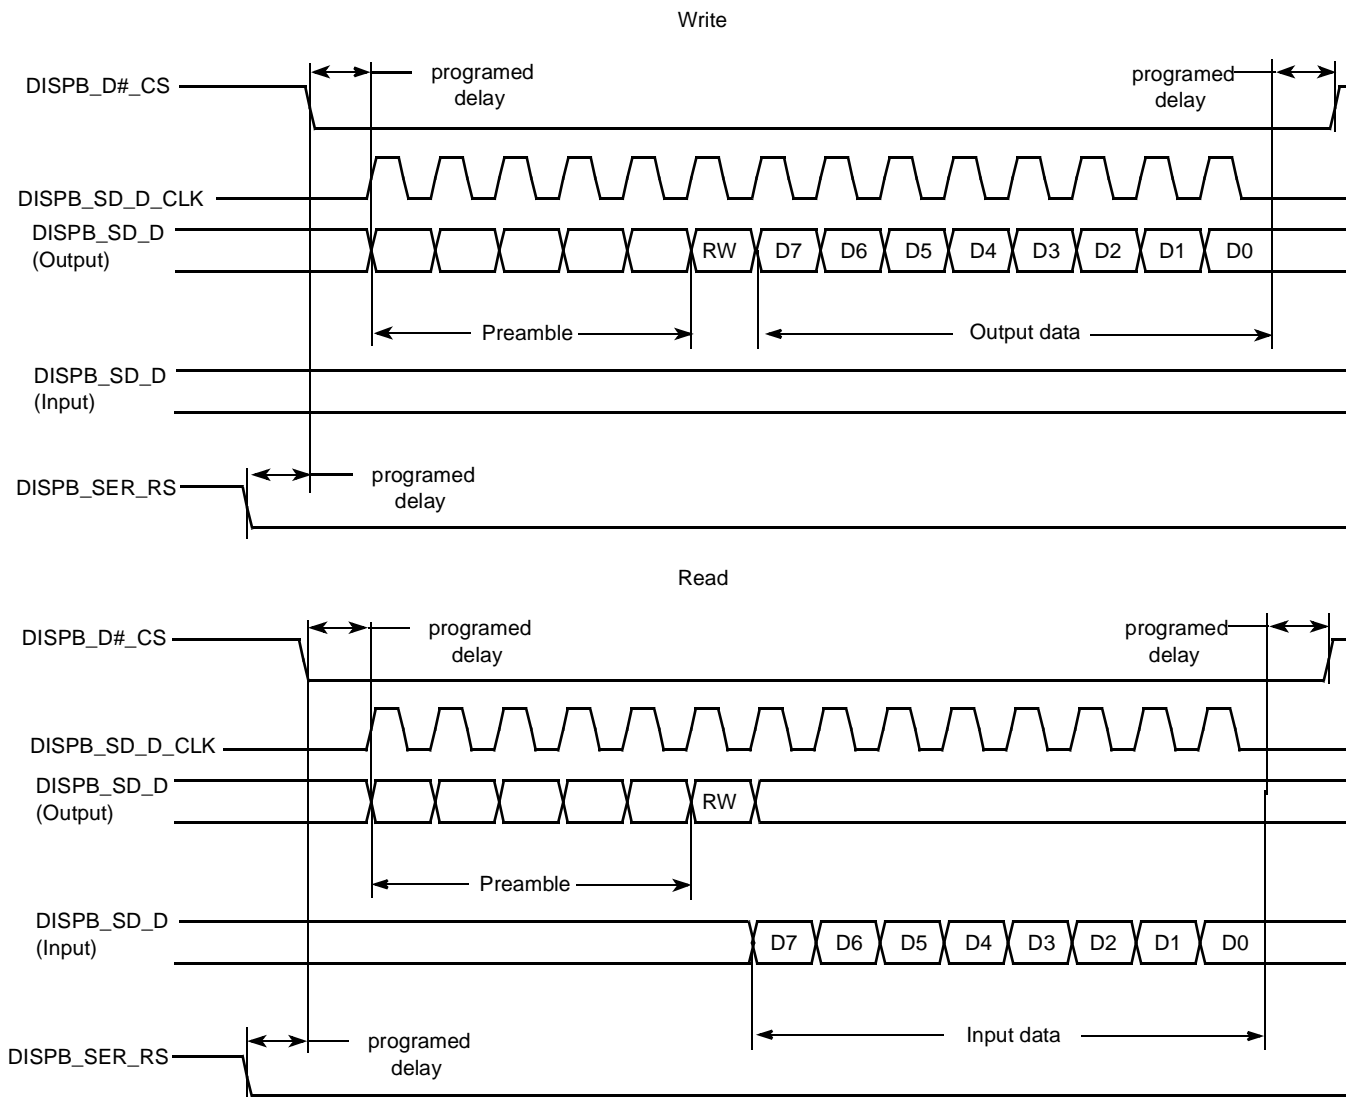 Write
DISPB_D#_CS
programed
delay
programed
delay
DISPB_SD_D_CLK
DISPB_SD_D
(Output)
RW D7 D6 D5 D4 D3 D2 D1 D0
Preamble
Output data
DISPB_SD_D
(Input)
DISPB_SER_RS
programed
delay
Read
DISPB_D#_CS
programed
delay
programed
delay
DISPB_SD_D_CLK
DISPB_SD_D
(Output)
RW
Preamble
DISPB_SD_D
(Input)
D7 D6 D5 D4 D3 D2 D1 D0
Input data
DISPB_SER_RS
programed
delay